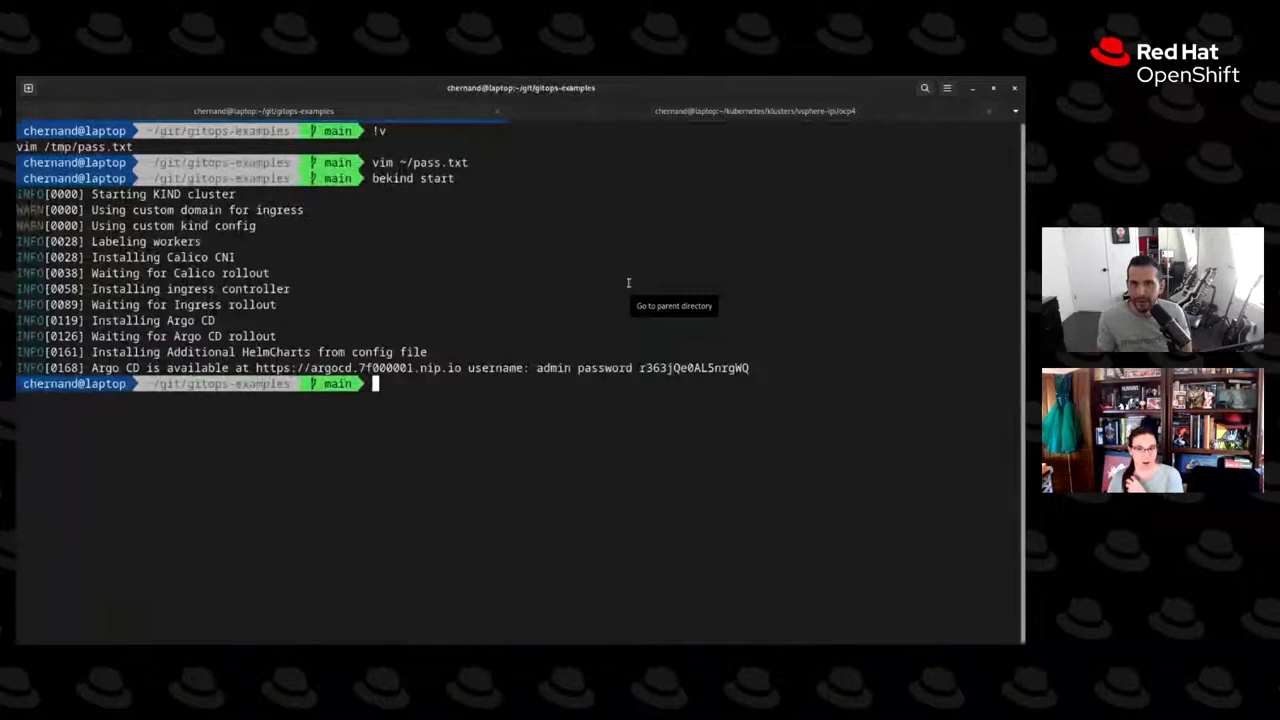 Red Hat
OpenShift
chernand@laptop:~/git/gitops-examples
chernand@laptop:~/git/gitops-examples
chernand@laptop:~/kubernetes/klusters/vsphere-ipi/ocp4
chernand@laptop ~/git/gitops-examples main !v
vim /tmp/pass.txt
chernand@laptop ~/git/gitops-examples main vim ~/pass.txt
chernand@laptop ~/git/gitops-examples main bekind start
INFO[0000] Starting KIND cluster
WARN[0000] Using custom domain for ingress
WARN[0000] Using custom kind config
INFO[0028] Labeling workers
INFO[0028] Installing Calico CNI
INFO[0038] Waiting for Calico rollout
INFO[0058] Installing ingress controller
INFO[0089] Waiting for Ingress rollout
INFO[0119] Installing Argo CD
INFO[0126] Waiting for Argo CD rollout
INFO[0161] Installing Additional HelmCharts from config file
INFO[0168] Argo CD is available at https://argocd.7f000001.nip.io username: admin password r363jQe0AL5nrgWQ
chernand@laptop ~/git/gitops-examples main
Go to parent directory